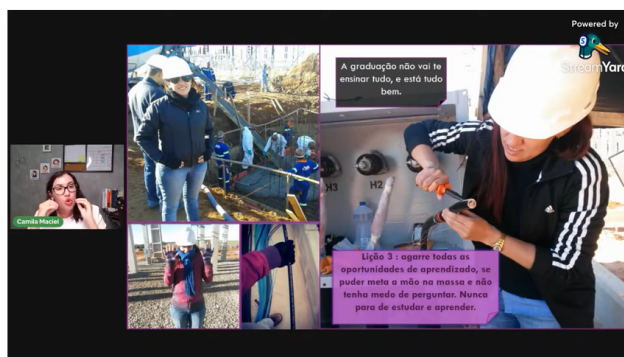 Powered by
StreamYard
A graduação não vai te
ensinar tudo, e está tudo
bem.
H3
H2
Camila Maciel
Lição 3 : agarre todas as
oportunidades de aprendizado, se
puder meta a mão na massa e não
tenha medo de perguntar. Nunca
para de estudar e aprender.